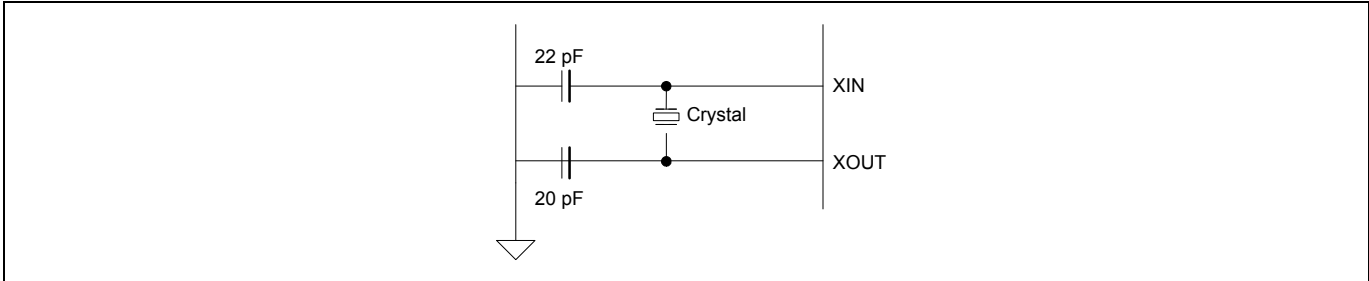 22 pF
XIN
Crystal
XOUT
20 pF